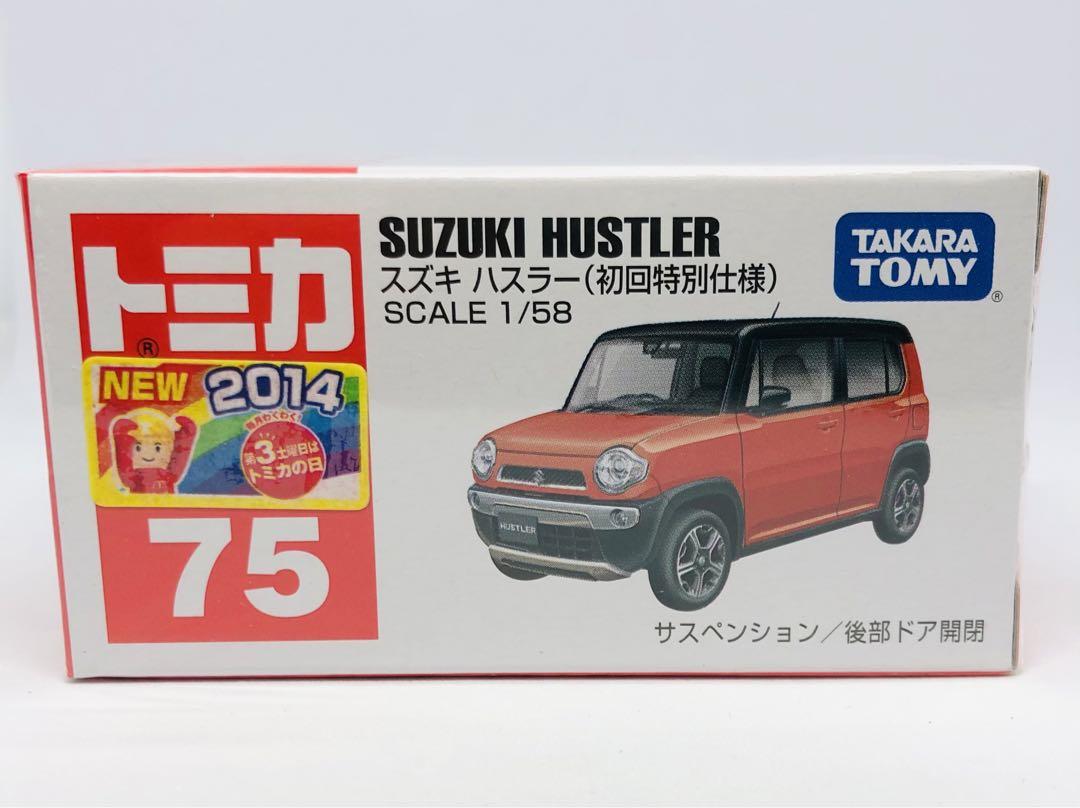 トミカ
®
NEW 2014
毎月わくわく!
第3土曜日は
トミカの日
75
SUZUKI HUSTLER
スズキ ハスラー(初回特別仕様)
SCALE 1/58
TAKARA
TOMY
®
HUSTLER
サスペンション/後部ドア開閉